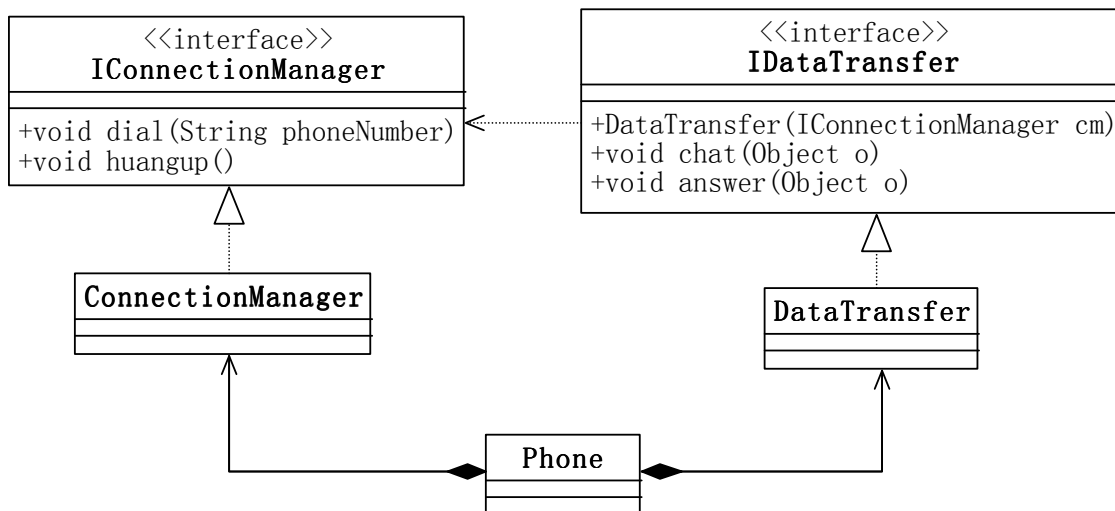 <<interface>>
IConnectionManager
+void dial(String phoneNumber)
+void huangup()
<<interface>>
IDataTransfer
+DataTransfer(IConnectionManager cm)
+void chat(Object o)
+void answer(Object o)
ConnectionManager
DataTransfer
Phone